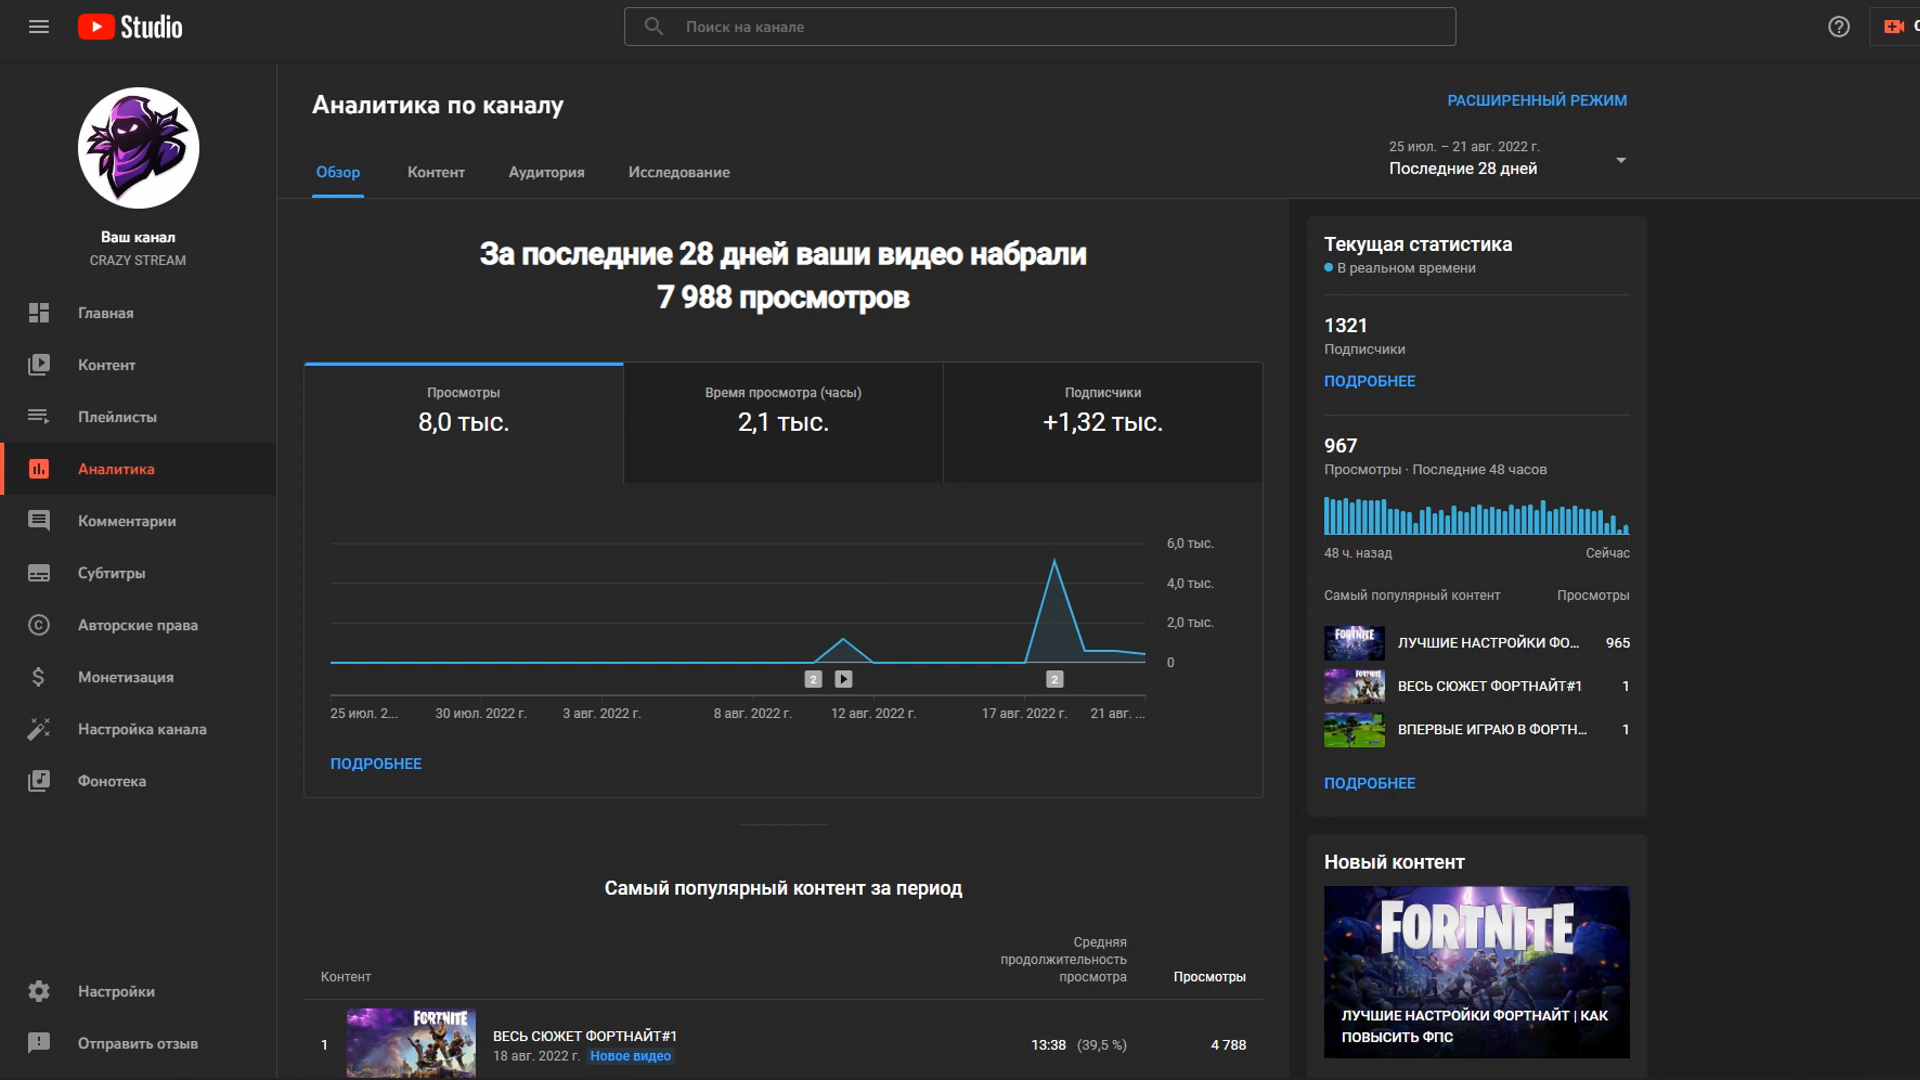 Studio
Поиск на канале
Ваш канал
CRAZY STREAM
Главная
Контент
Плейлисты
Аналитика
Комментарии
Субтитры
Авторские права
Монетизация
Настройка канала
Фонотека
Настройки
Отправить отзыв
Аналитика по каналу
РАСШИРЕННЫЙ РЕЖИМ
25 июл. – 21 авг. 2022 г.
Последние 28 дней
Обзор Контент Аудитория Исследование
За последние 28 дней ваши видео набрали
7 988 просмотров
Просмотры
8,0 тыс.
Время просмотра (часы)
2,1 тыс.
Подписчики
+1,32 тыс.
6,0 тыс.
4,0 тыс.
2,0 тыс.
0
2 2
25 июл. 2... 30 июл. 2022 г. 3 авг. 2022 г. 8 авг. 2022 г. 12 авг. 2022 г. 17 авг. 2022 г. 21 авг. ...
ПОДРОБНЕЕ
Самый популярный контент за период
Контент
Средняя
продолжительность
просмотра
Просмотры
1
FORTNITE
ВЕСЬ СЮЖЕТ ФОРТНАЙТ#1
18 авг. 2022 г. Новое видео
13:38 (39,5 %) 4 788
Текущая статистика
В реальном времени
1321
Подписчики
ПОДРОБНЕЕ
967
Просмотры · Последние 48 часов
48 ч. назад Сейчас
Самый популярный контент Просмотры
FORTNITE
ЛУЧШИЕ НАСТРОЙКИ ФО... 965
FORTNITE
ВЕСЬ СЮЖЕТ ФОРТНАЙТ#1 1
ВПЕРВЫЕ ИГРАЮ В ФОРТН... 1
ПОДРОБНЕЕ
Новый контент
FORTNITE
ЛУЧШИЕ НАСТРОЙКИ ФОРТНАЙТ | КАК
ПОВЫСИТЬ ФПС